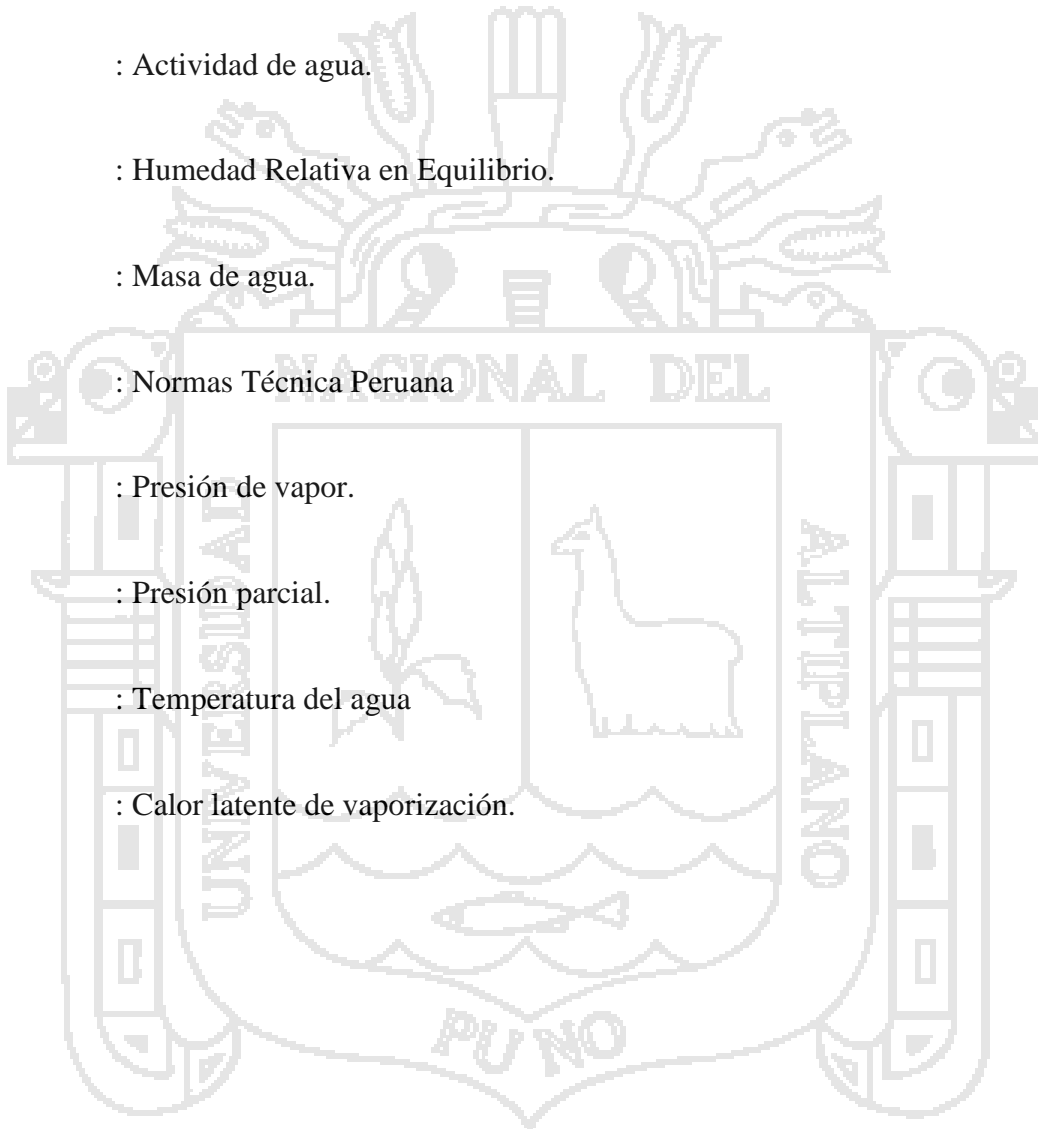 : Actividad de agua.
: Humedad Relativa en Equilibrio.
: Masa de agua.
: Normas Técnica Peruana
: Presión de vapor.
: Presión parcial.
: Temperatura del agua
: Calor latente de vaporización.
NACIONAL DEL
UNIVERSIDAD
ALTIPLANO
PUNO